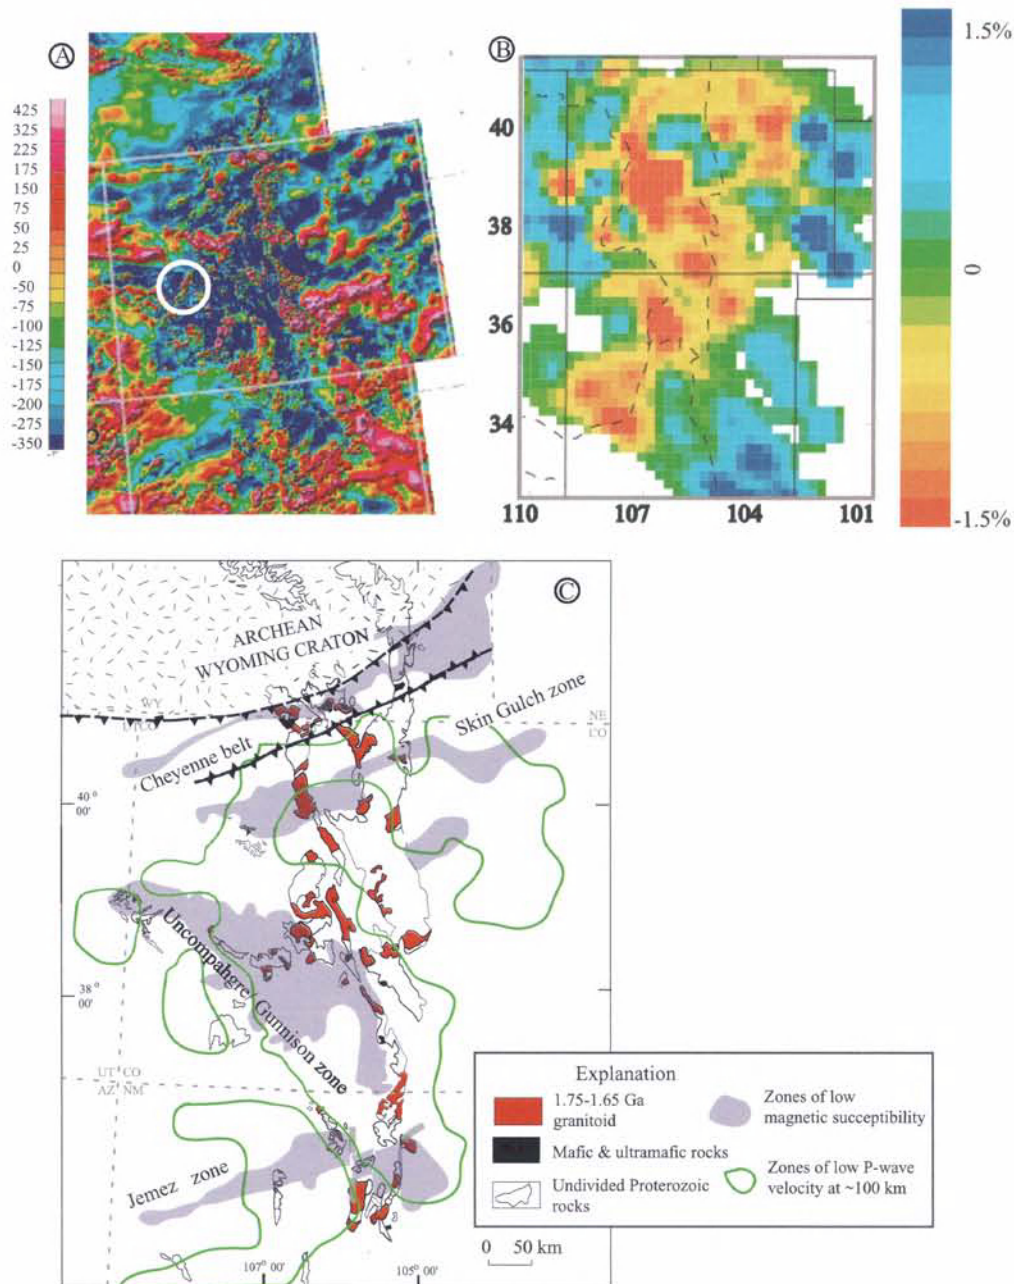 A
425
325
225
175
150
75
50
25
0
-50
-75
-100
-125
-150
-175
-200
-275
-350
B
40
38
36
34
110
107
104
101
1.5%
0
-1.5%
C
ARCHEAN
WYOMING CRATON
WY
Cheyenne belt
Skin Gulch zone
NE
40°
00'
Uncompahgre/Gunnison zone
38°
00'
UT CO
AZ NM
Jemez zone
107° 00'
105° 00'
Explanation
1.75-1.65 Ga
granitoid
Mafic & ultramafic rocks
Undivided Proterozoic
rocks
Zones of low
magnetic succeptibility
Zones of low P-wave
velocity at ~100 km
0 50 km